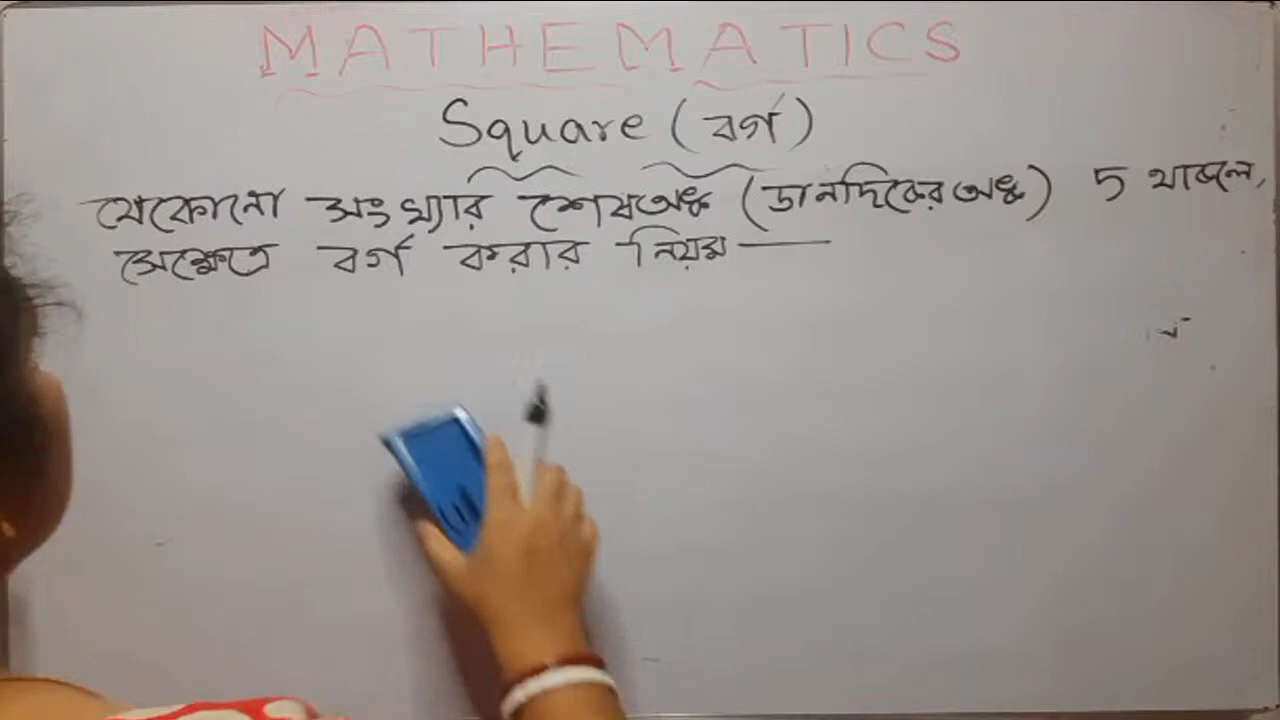 MATHEMATICS
Square (বর্গ)
যেকোনো সংখ্যার শেষঅঙ্ক (ডানদিকের অঙ্ক) 5 থাকলে,
সেক্ষেত্রে বর্গ করার নিয়ম —